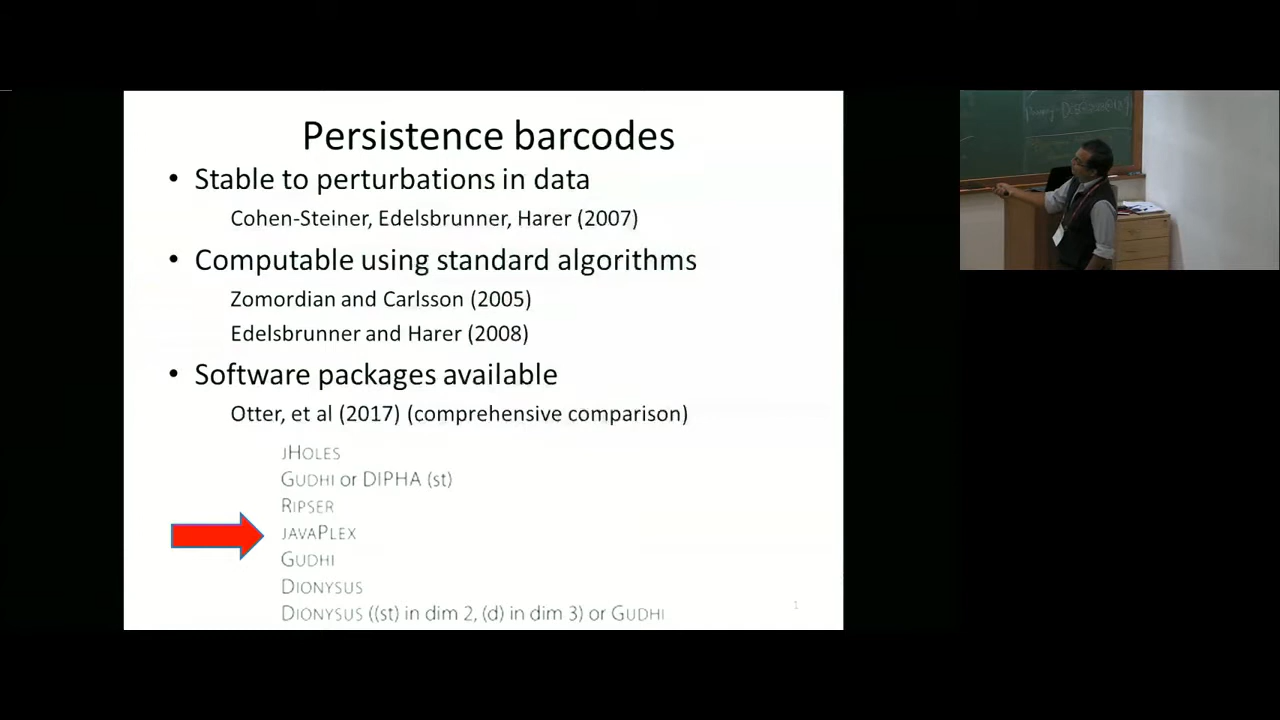 Persistence barcodes
• Stable to perturbations in data
Cohen-Steiner, Edelsbrunner, Harer (2007)
• Computable using standard algorithms
Zomordian and Carlsson (2005)
Edelsbrunner and Harer (2008)
• Software packages available
Otter, et al (2017) (comprehensive comparison)
JHOLES
GUDHI or DIPHA (st)
RIPSER
JAVAPLEX
GUDHI
DIONYSUS
DIONYSUS ((st) in dim 2, (d) in dim 3) or GUDHI
1